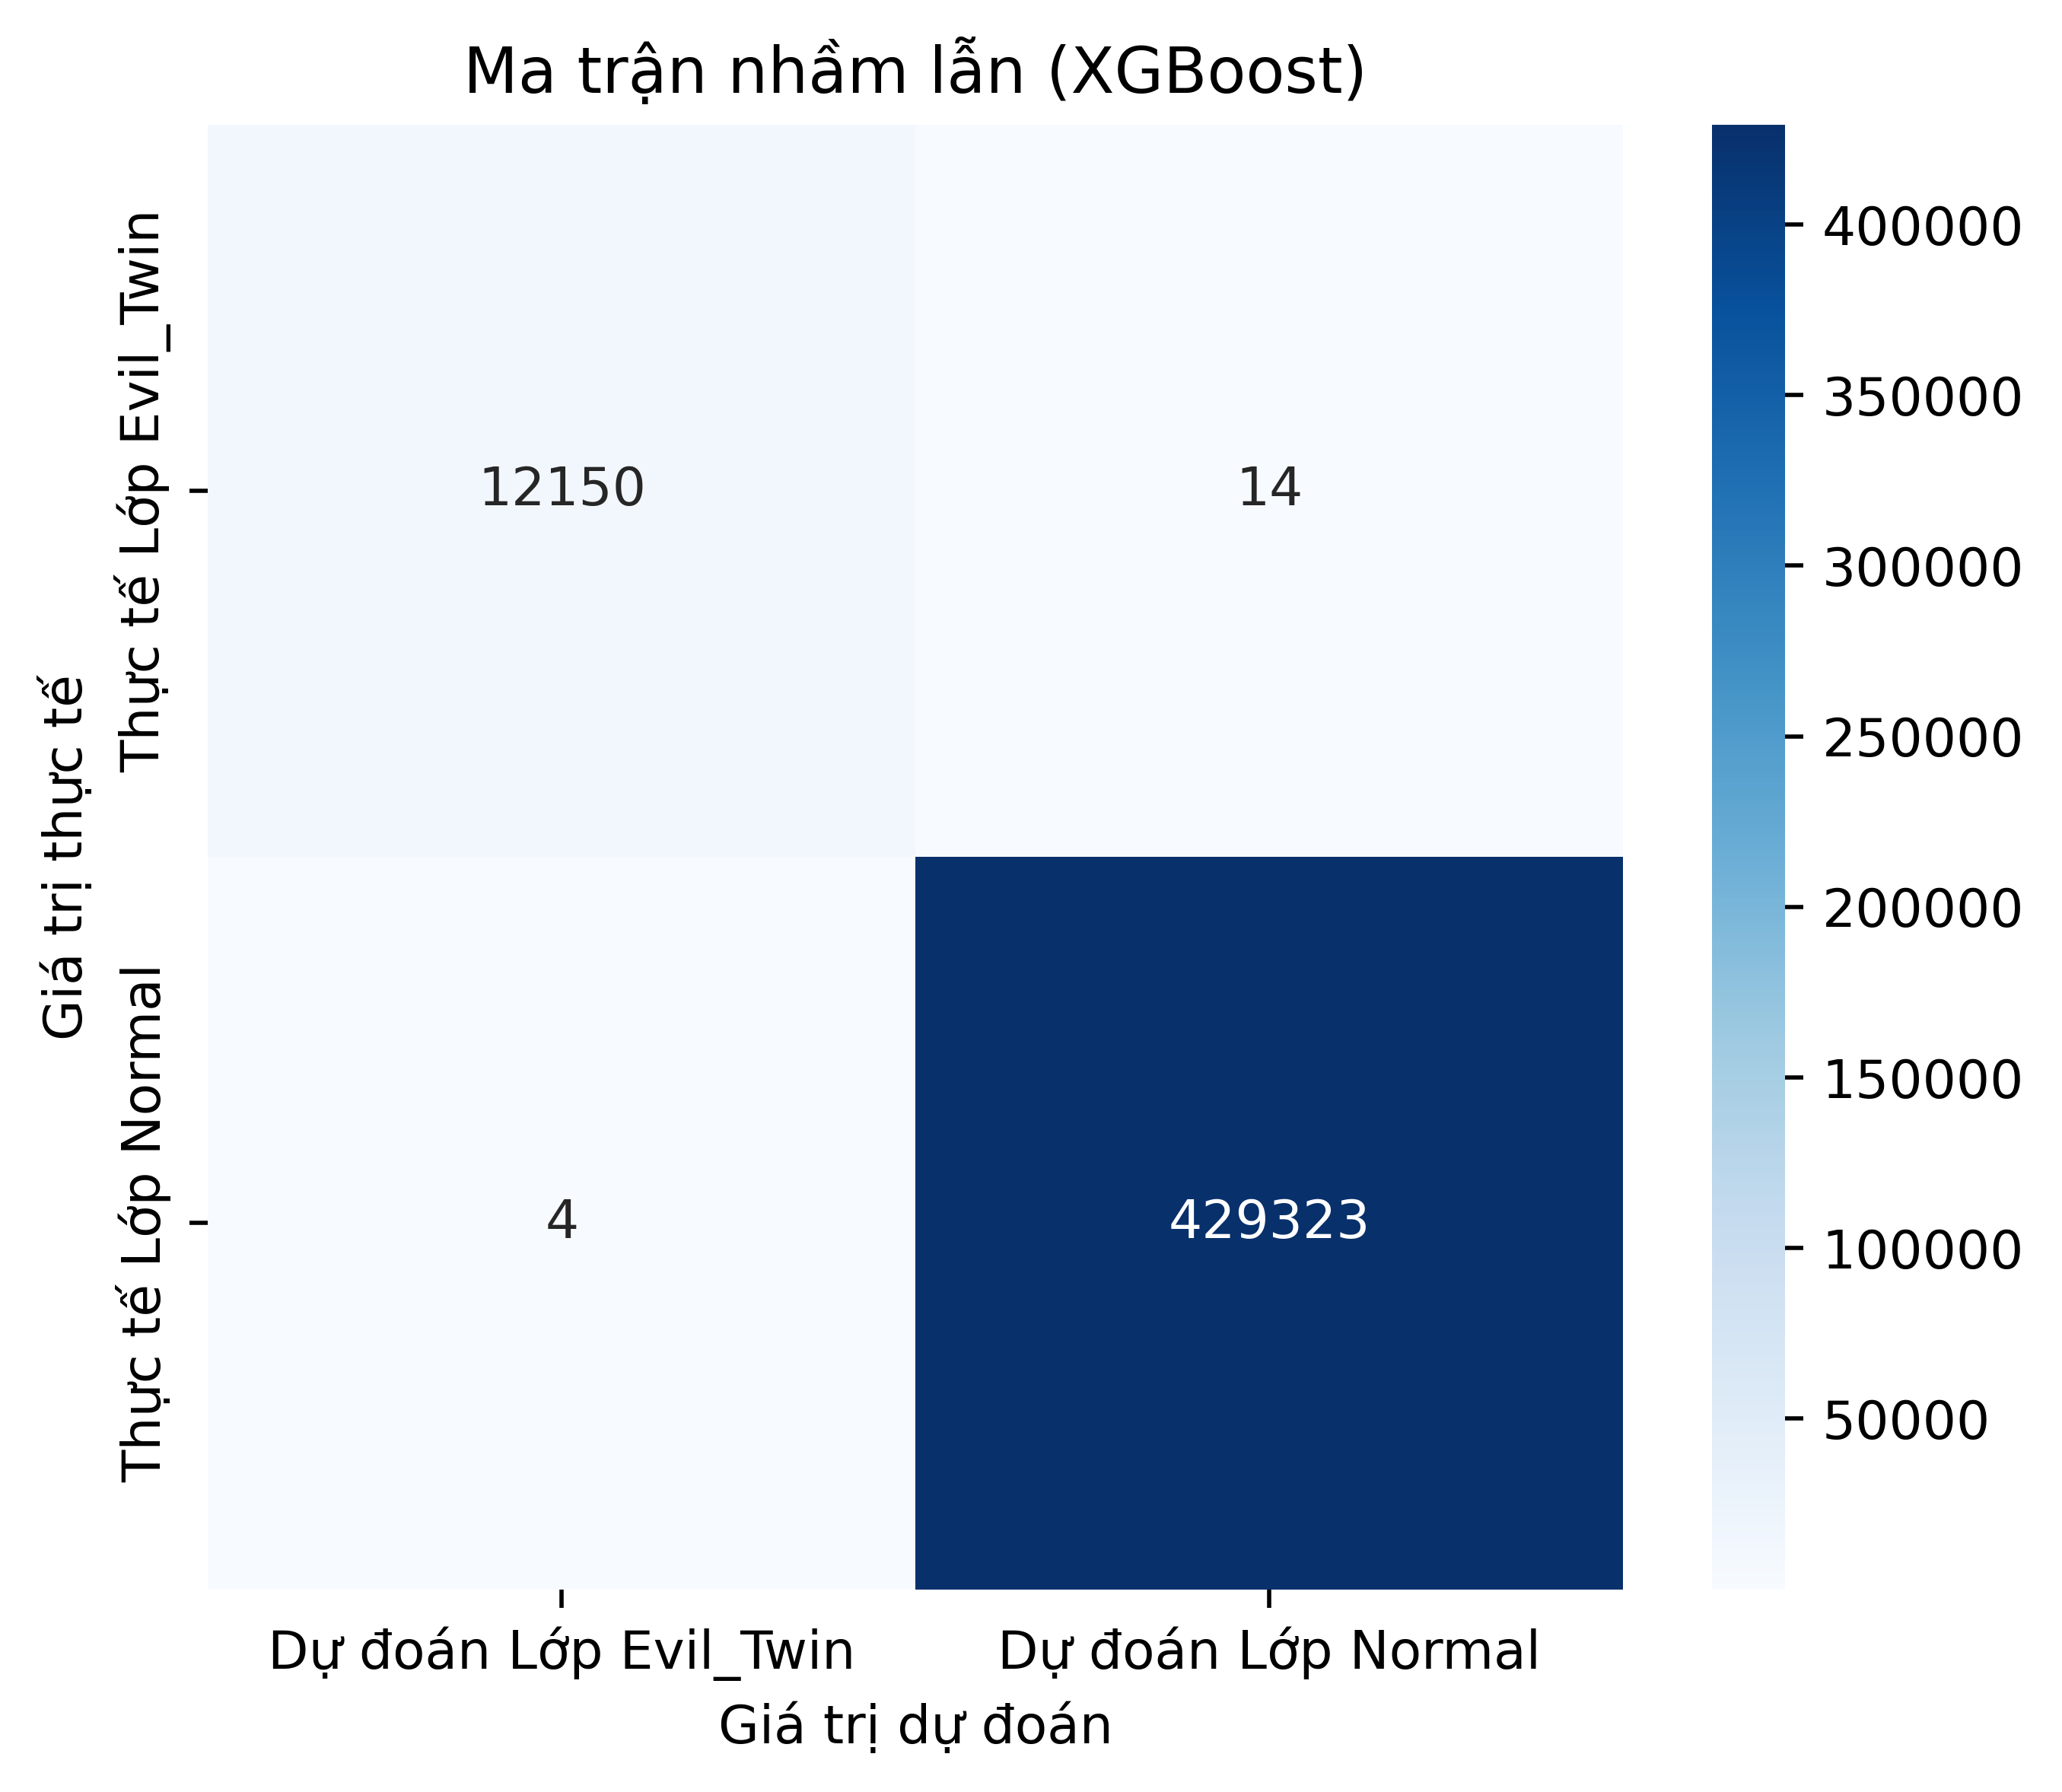 Ma trận nhầm lẫn (XGBoost)
Giá trị thực tế
Thực tế Lớp Evil_Twin
Thực tế Lớp Normal
12150
14
4
429323
400000
350000
300000
250000
200000
150000
100000
50000
Dự đoán Lớp Evil_Twin
Dự đoán Lớp Normal
Giá trị dự đoán